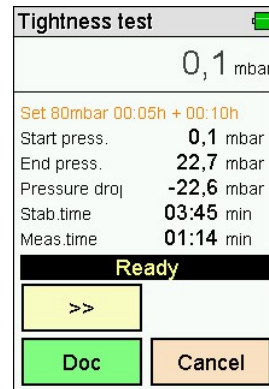 Tightness test
0,1 mbar
Set 80mbar 00:05h + 00:10h
Start press. 0,1 mbar
End press. 22,7 mbar
Pressure drop -22,6 mbar
Stab.time 03:45 min
Meas.time 01:14 min
Ready
>>
Doc Cancel